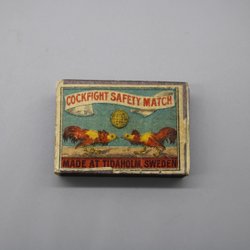 COCKFIGHT SAFETY MATCH
MADE AT TIDAHOLM, SWEDEN